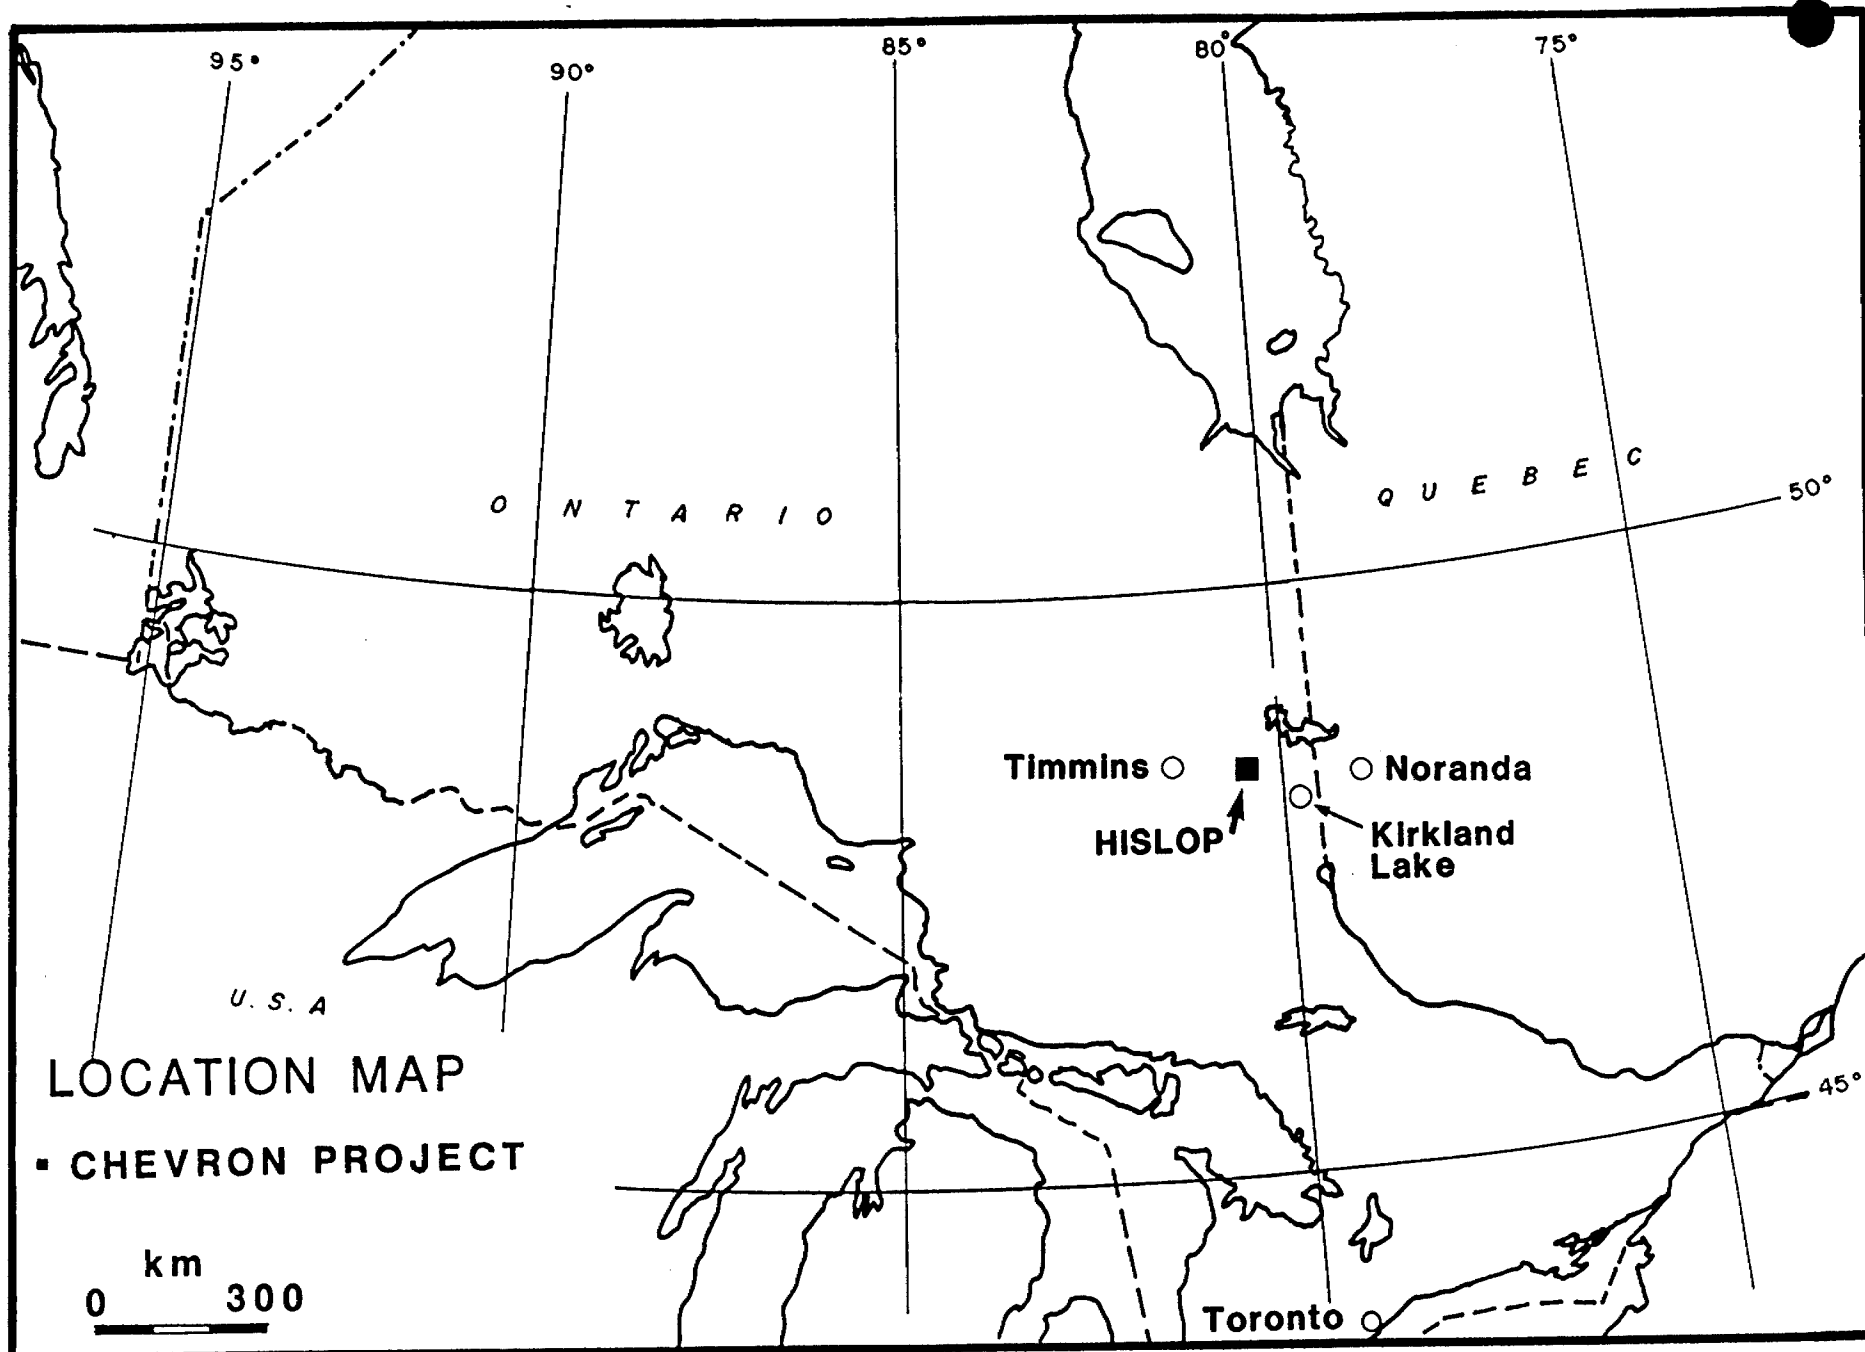 95°
90°
85°
80°
75°
ONTARIO
QUEBEC
50°
Timmins
Noranda
HISLOP
Kirkland
Lake
U.S.A
LOCATION MAP
45°
▪ CHEVRON PROJECT
km
0 300
Toronto